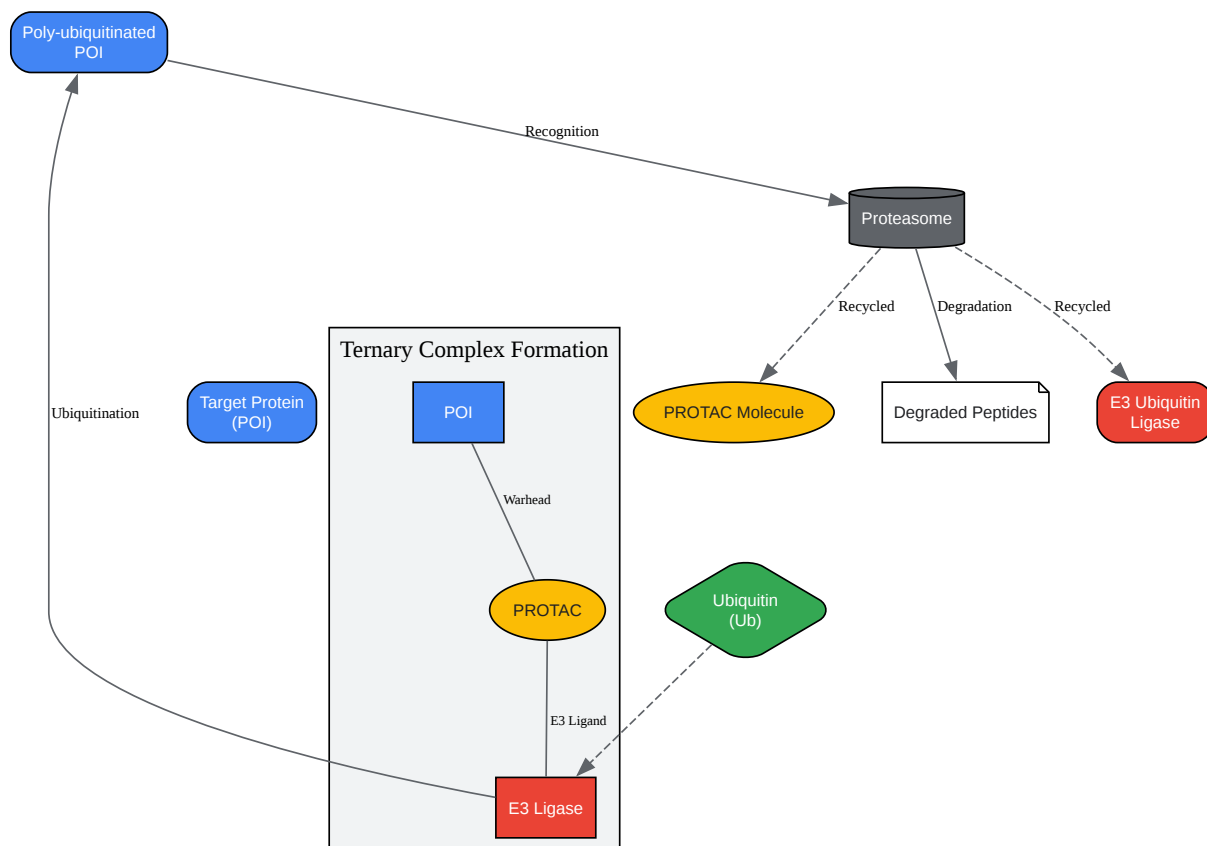 Poly-ubiquitinated
POI
Recognition
Proteasome
Recycled
Degradation
Recycled
Ternary Complex Formation
Target Protein
(POI)
POI
PROTAC Molecule
Degraded Peptides
E3 Ubiquitin
Ligase
Ubiquitination
Warhead
PROTAC
Ubiquitin
(Ub)
E3 Ligand
E3 Ligase